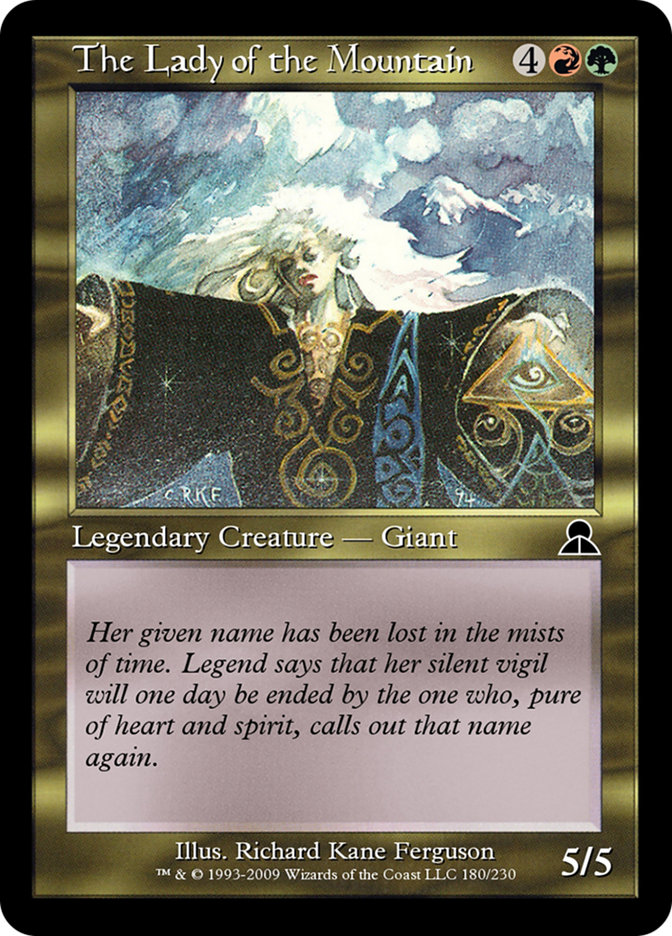 The Lady of the Mountain 4
A
© RKF 94
Legendary Creature — Giant
Her given name has been lost in the mists
of time. Legend says that her silent vigil
will one day be ended by the one who, pure
of heart and spirit, calls out that name
again.
Illus. Richard Kane Ferguson
™ & © 1993-2009 Wizards of the Coast LLC 180/230
5/5